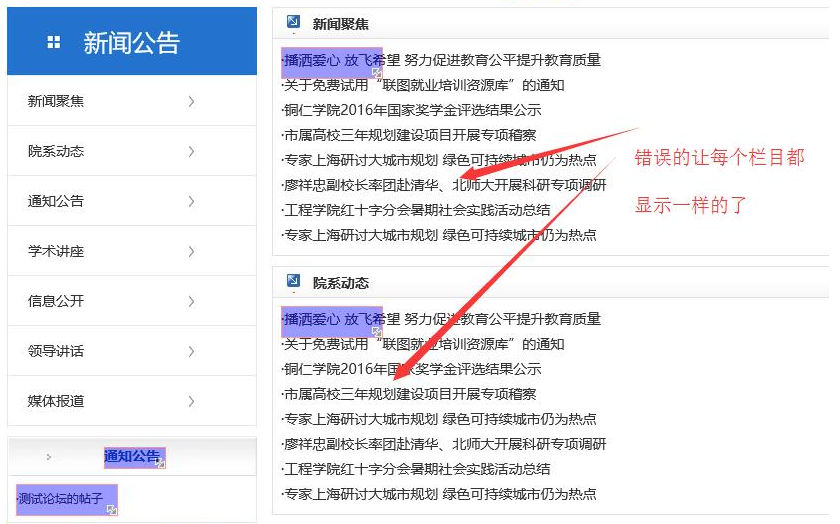 新闻公告
新闻聚焦
院系动态
通知公告
学术讲座
信息公开
领导讲话
媒体报道
通知公告
·测试论坛的帖子
新闻聚焦
·播洒爱心 放飞希望 努力促进教育公平提升教育质量
·关于免费试用“联图就业培训资源库”的通知
·铜仁学院2016年国家奖学金评选结果公示
·市属高校三年规划建设项目开展专项稽察
·专家上海研讨大城市规划 绿色可持续城市仍为热点
·廖祥忠副校长率团赴清华、北师大开展科研专项调研
·工程学院红十字分会暑期社会实践活动总结
·专家上海研讨大城市规划 绿色可持续城市仍为热点
院系动态
·播洒爱心 放飞希望 努力促进教育公平提升教育质量
·关于免费试用“联图就业培训资源库”的通知
·铜仁学院2016年国家奖学金评选结果公示
·市属高校三年规划建设项目开展专项稽察
·专家上海研讨大城市规划 绿色可持续城市仍为热点
·廖祥忠副校长率团赴清华、北师大开展科研专项调研
·工程学院红十字分会暑期社会实践活动总结
·专家上海研讨大城市规划 绿色可持续城市仍为热点
错误的让每个栏目都
显示一样的了